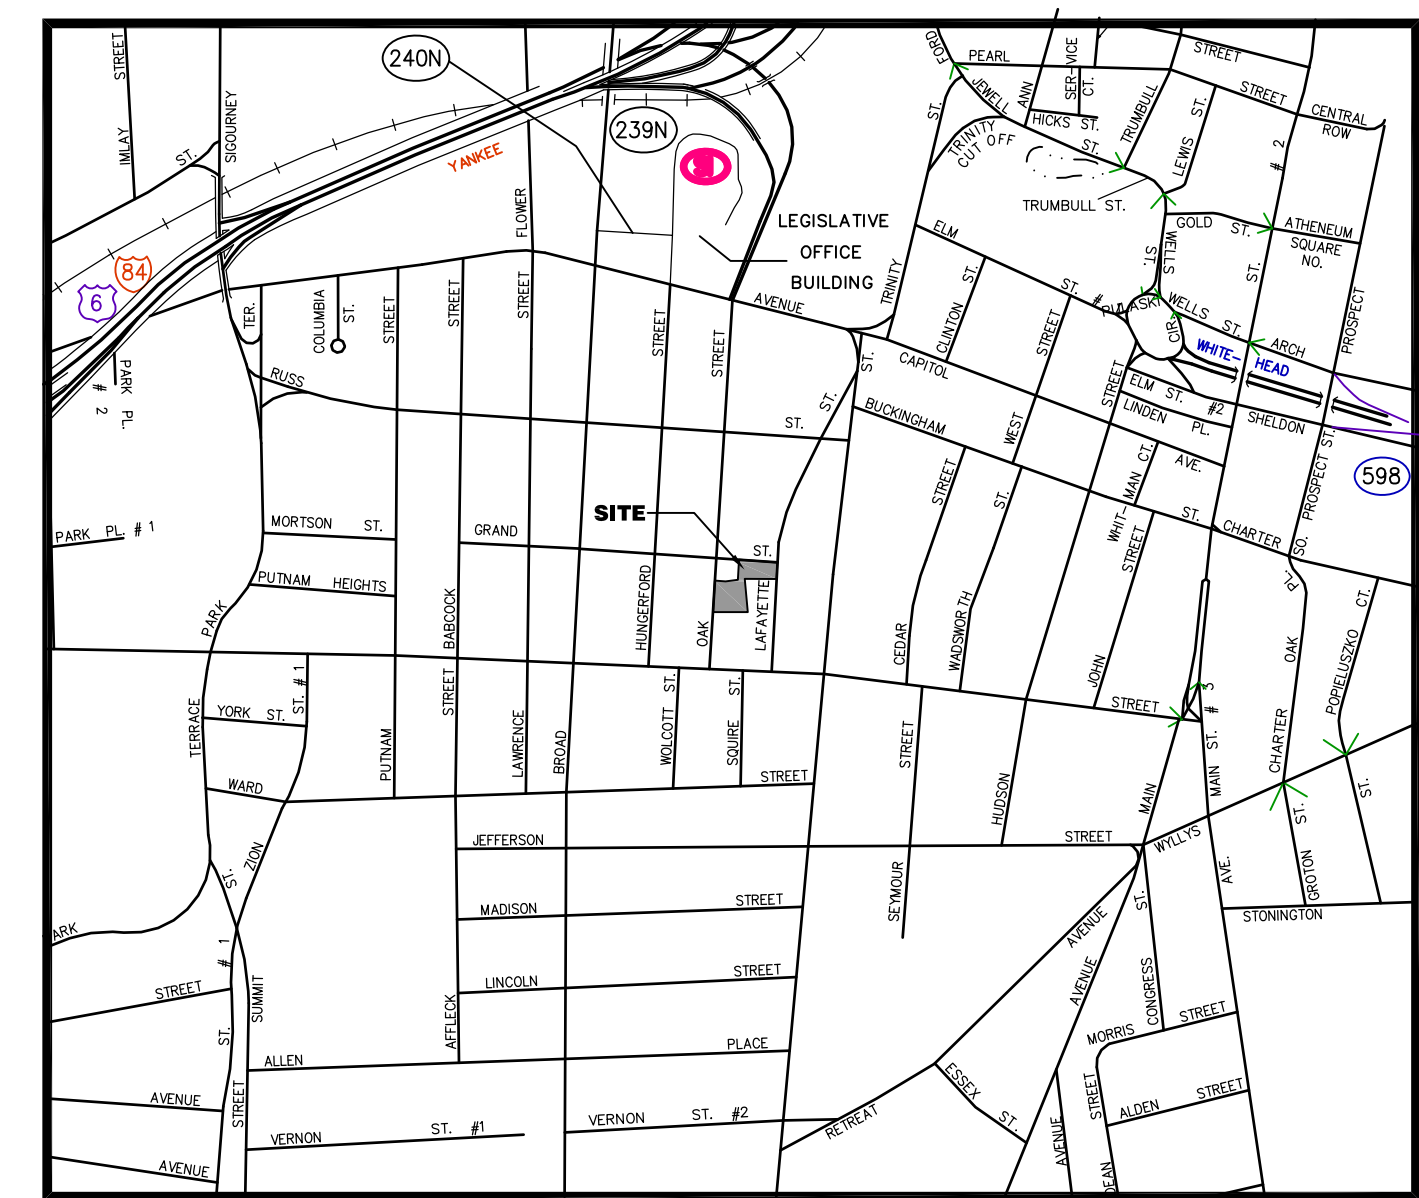 STREET
IMLAY
ST.
SIGOURNEY
240N
YANKEE
239N
FLOWER
STREET
LEGISLATIVE
OFFICE
BUILDING
84
6
FORD
ST.
PEARL
JEWELL
ST.
ANN
SER-VICE
CT.
HICKS ST.
TRINITY
CUT OFF
TRUMBULL
STREET
STREET
CENTRAL
ROW
LEWIS ST.
# 2
TRUMBULL ST.
GOLD ST.
ATHENEUM
SQUARE
NO.
WELLS
ST.
ST.
PROSPECT
ELM
ST.
#
PULASKI
CIR.
WELLS ST.
ARCH
WHITE- HEAD
TRINITY
AVENUE
CLINTON ST.
STREET
WEST
CAPITOL
AVE.
ELM ST. #2
LINDEN PL.
SHELDON
598
PROSPECT ST.
SO.
STREET
BUCKINGHAM
ST.
WHIT-MAN CT.
CHARTER
OAK
PL.
TER.
COLUMBIA
ST.
STREET
STREET
STREET
STREET
RUSS
ST.
ST.
ST.
PARK PL.
# 2
PARK PL. # 1
MORTSON ST.
PUTNAM HEIGHTS
GRAND
ST.
SITE
BABCOCK
HUNGERFORD
OAK
LAFAYETTE
CEDAR
STREET
WADSWORTH
ST.
JOHN
STREET
POPIELUSZKO CT.
PARK
TERRACE
YORK ST.
ST. # 1
WARD
ZION
ST.
PUTNAM
STREET
LAWRENCE
BROAD
WOLCOTT ST.
SQUIRE ST.
STREET
STREET
SEYMOUR
HUDSON
STREET
MAIN
MAIN ST. # 3
CHARTER
JEFFERSON
STREET
WYLLYS
AVE.
GROTON ST.
ST.
STONINGTON
MADISON
STREET
LINCOLN
STREET
AFFLECK
ALLEN
PLACE
VERNON
ST. #1
VERNON
ST. #2
ARK
STREET
# 1
ST.
SUMMIT
STREET
AVENUE
AVENUE
RETREAT
AVENUE
AVENUE
ESSEX
ST.
CONGRESS
ST.
MORRIS
STREET
ALDEN
STREET
STREET
DEAN
AVENUE